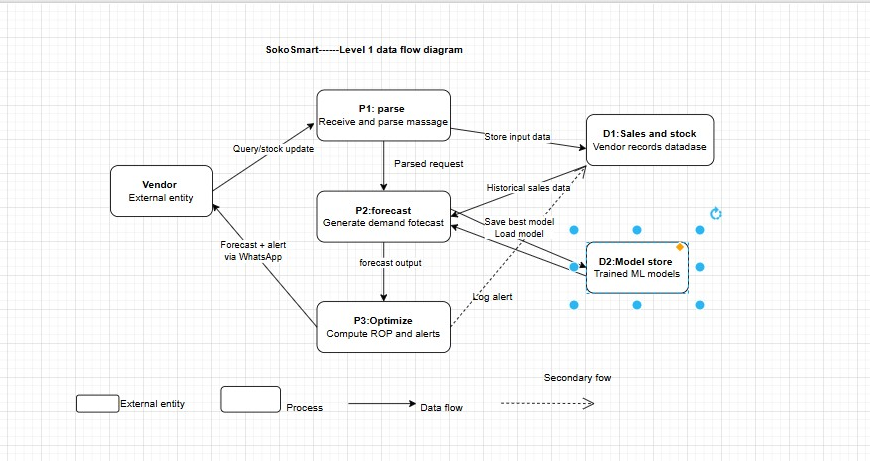 SokoSmart------Level 1 data flow diagram
P1: parse
Receive and parse massage
D1:Sales and stock
Vendor records datadase
Store input data
Query/stock update
Parsed request
Vendor
External entity
Historical sales data
P2:forecast
Generate demand fotecast
Save best model
Load model
Forecast + alert
via WhatsApp
forecast output
D2:Model store
Trained ML models
Log alert
P3:Optimize
Compute ROP and alerts
Secondary fow
External entity
Process
Data flow